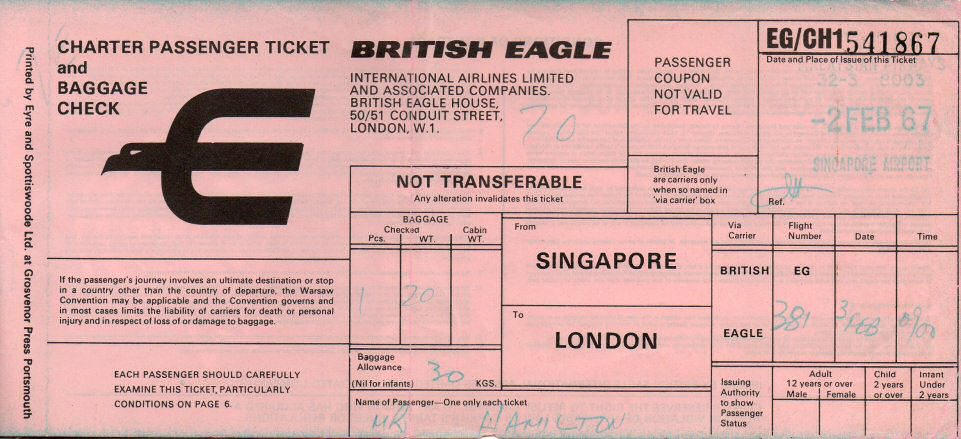 Printed by Eyre and Spottiswoode Ltd. at Grosvenor Press Portsmouth
CHARTER PASSENGER TICKET
and
BAGGAGE
CHECK
If the passenger's journey involves an ultimate destination or stop
in a country other than the country of departure, the Warsaw
Convention may be applicable and the Convention governs and
in most cases limits the liability of carriers for death or personal
injury and in respect of loss of or damage to baggage.
EACH PASSENGER SHOULD CAREFULLY
EXAMINE THIS TICKET, PARTICULARLY
CONDITIONS ON PAGE 6.
BRITISH EAGLE
INTERNATIONAL AIRLINES LIMITED
AND ASSOCIATED COMPANIES.
BRITISH EAGLE HOUSE,
50/51 CONDUIT STREET,
LONDON, W.1.
70
PASSENGER
COUPON
NOT VALID
FOR TRAVEL
British Eagle
are carriers only
when so named in
'via carrier' box
EG/CH1 541867
Date and Place of Issue of this Ticket
32-3 0003
-2 FEB 67
SINGAPORE AIRPORT
Ref.
NOT TRANSFERABLE
Any alteration invalidates this ticket
BAGGAGE
Checked
Cabin
Pcs. WT. WT.
1 20
Baggage
Allowance
(Nil for infants) 30 KGS.
From
SINGAPORE
To
LONDON
Via
Carrier
Flight
Number
Date
Time
BRITISH EG
EAGLE 381 3 FEB 0900
Name of Passenger—One only each ticket
MR HAMILTON
Issuing
Authority
to show
Passenger
Status
Adult
12 years or over
Male Female
Child
2 years
or over
Infant
Under
2 years